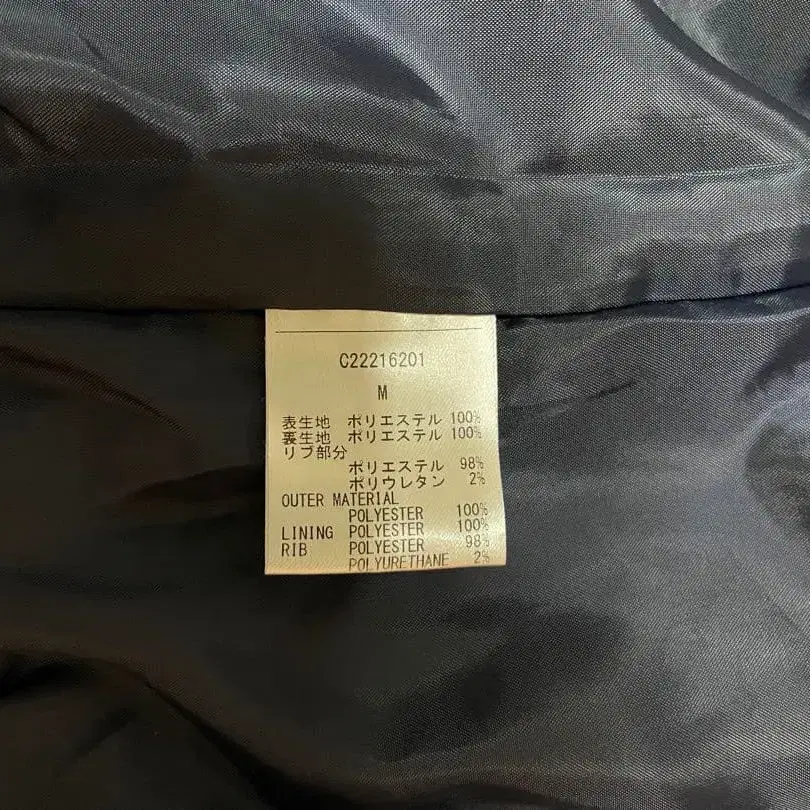 C22216201
M
表生地 ポリエステル 100%
裏生地 ポリエステル 100%
リブ部分
ポリエステル 98%
ポリウレタン 2%
OUTER MATERIAL
POLYESTER 100%
LINING POLYESTER 100%
RIB POLYESTER 98%
POLYURETHANE 2%